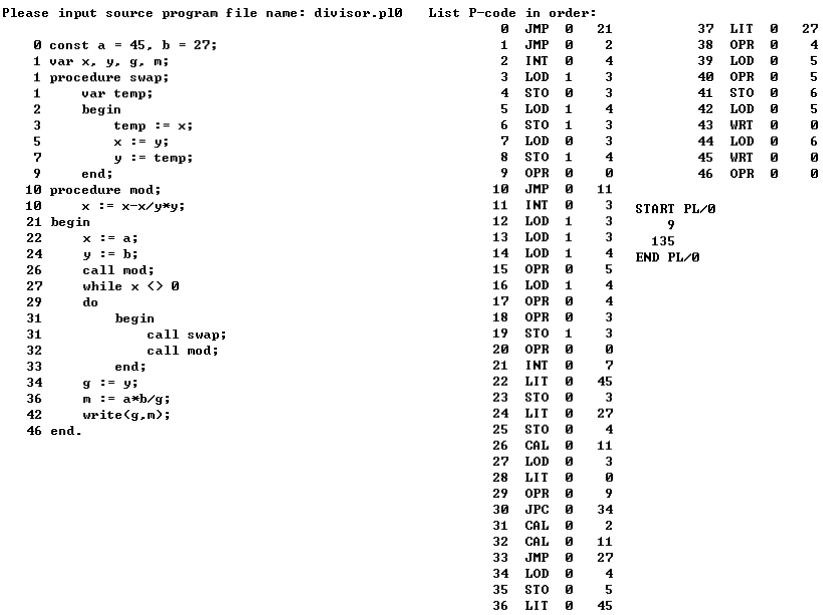 Please input source program file name: divisor.pl0
0 const a = 45, b = 27;
1 var x, y, g, m;
1 procedure swap;
1 var temp;
2 begin
3 temp := x;
5 x := y;
7 y := temp;
9 end;
10 procedure mod;
10 x := x-x/y*y;
21 begin
22 x := a;
24 y := b;
26 call mod;
27 while x <> 0
29 do
31 begin
31 call swap;
32 call mod;
33 end;
34 g := y;
36 m := a*b/g;
42 write(g,m);
46 end.
List P-code in order:
0 JMP 0 21
1 JMP 0 2
2 INT 0 4
3 LOD 1 3
4 STO 0 3
5 LOD 1 4
6 STO 1 3
7 LOD 0 3
8 STO 1 4
9 OPR 0 0
10 JMP 0 11
11 INT 0 3
12 LOD 1 3
13 LOD 1 3
14 LOD 1 4
15 OPR 0 5
16 LOD 1 4
17 OPR 0 4
18 OPR 0 3
19 STO 1 3
20 OPR 0 0
21 INT 0 7
22 LIT 0 45
23 STO 0 3
24 LIT 0 27
25 STO 0 4
26 CAL 0 11
27 LOD 0 3
28 LIT 0 0
29 OPR 0 9
30 JPC 0 34
31 CAL 0 2
32 CAL 0 11
33 JMP 0 27
34 LOD 0 4
35 STO 0 5
36 LIT 0 45
37 LIT 0 27
38 OPR 0 4
39 LOD 0 5
40 OPR 0 5
41 STO 0 6
42 LOD 0 5
43 WRT 0 0
44 LOD 0 6
45 WRT 0 0
46 OPR 0 0
START PL/0
9
135
END PL/0